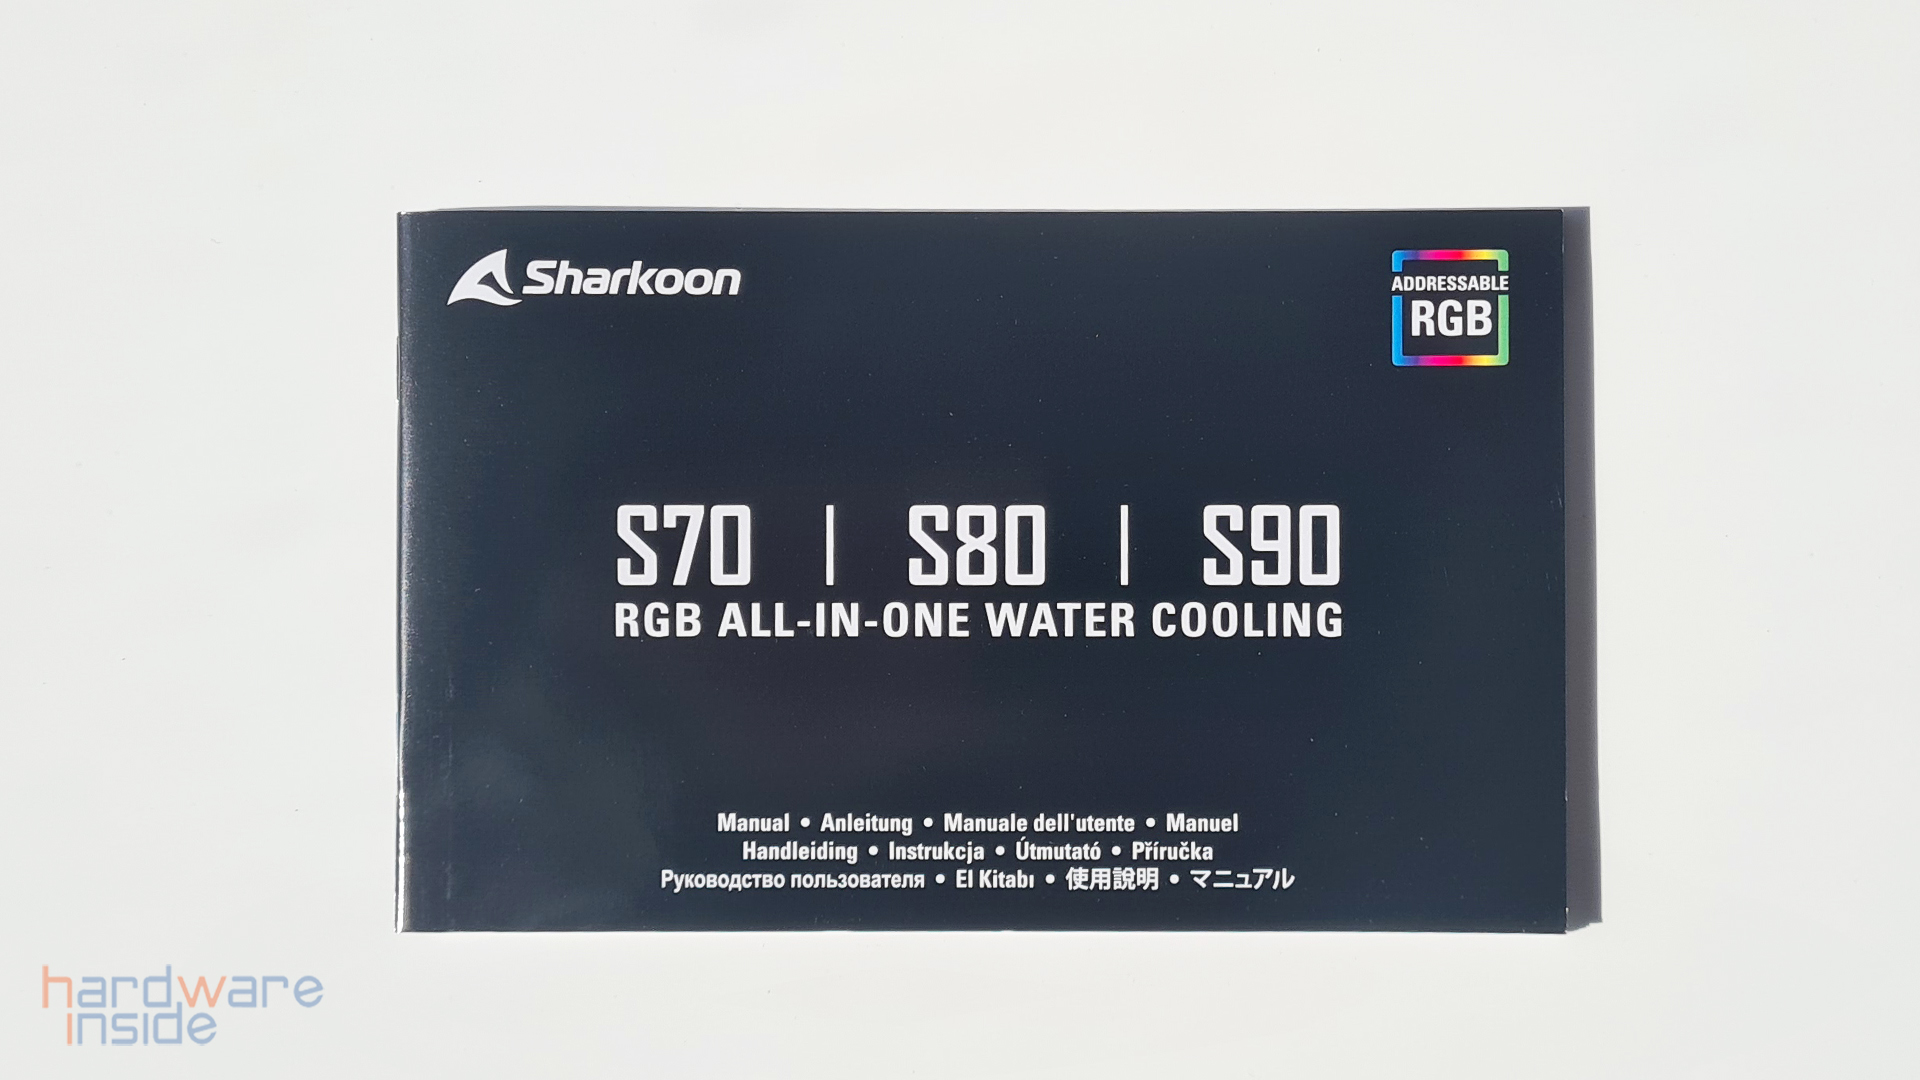 Sharkoon
ADDRESSABLE
RGB
S70 | S80 | S90
RGB ALL-IN-ONE WATER COOLING
Manual • Anleitung • Manuale dell'utente • Manuel
Handleiding • Instrukcja • Útmutató • Příručka
Руководство пользователя • El Kitabı • 使用説明 • マニュアル
hardware
inside